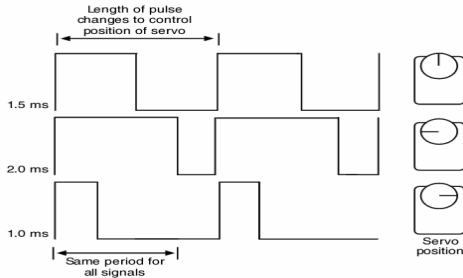 Length of pulse
changes to control
position of servo
1.5 ms
2.0 ms
1.0 ms
Servo
position
Same period for
all signals